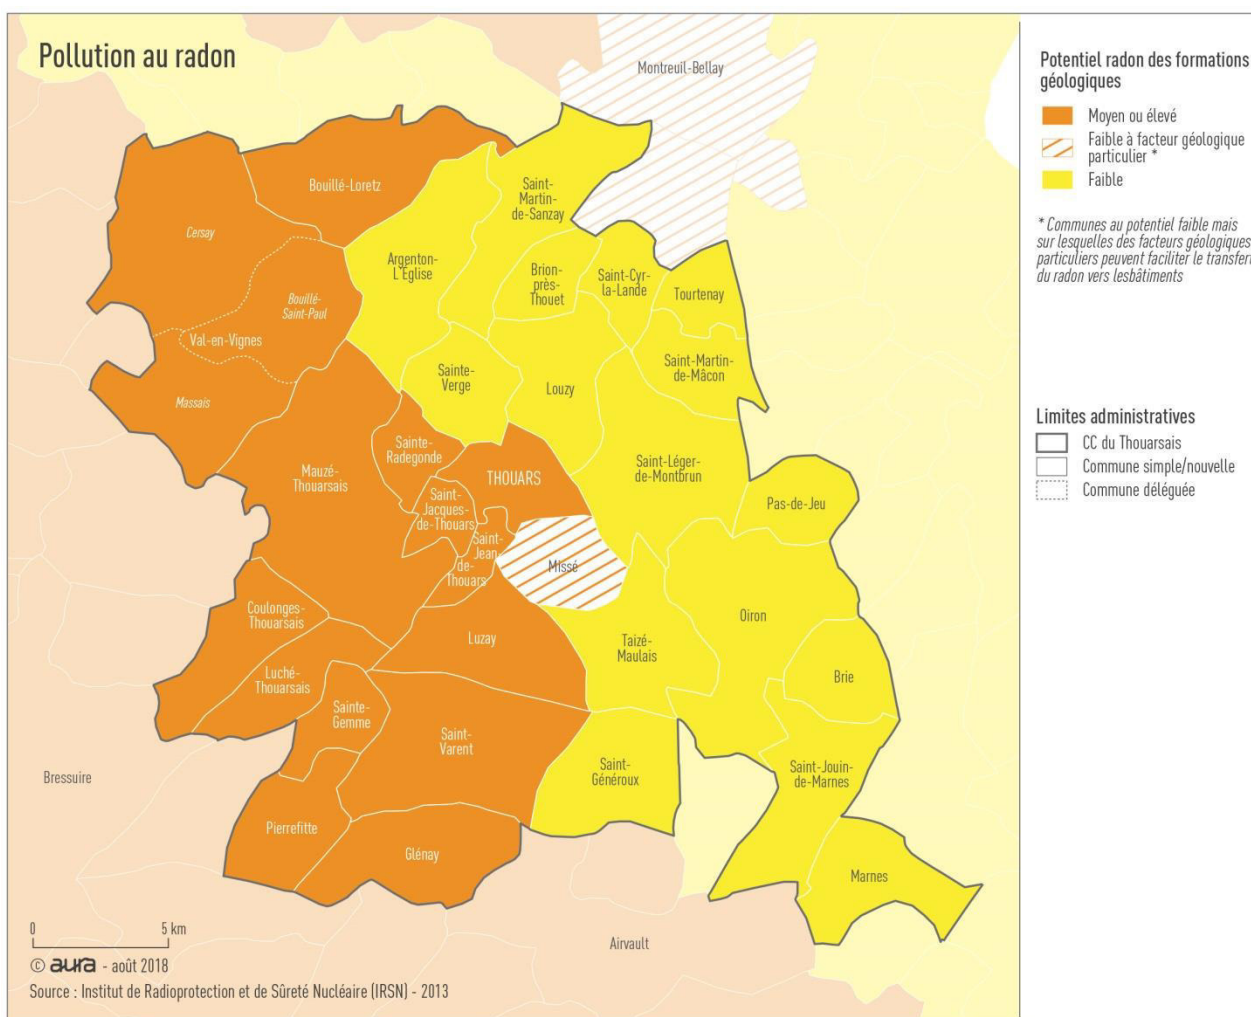 Pollution au radon
Montreuil-Bellay
Bouillé-Loretz
Cersay
Saint-
Martin
de-Sanzay
Argenton-
L'Église
Bouillé-
Saint-Paul
Brion-
près-
Thouet
Saint-Cyr-
la-Lande
Tourtenay
Val-en-Vignes
Saint-Martin-
de-Mâcon
Sainte-
Verge
Louzy
Massais
Sainte-
Radegonde
Mauzé-
Thouarsais
THOUARS
Saint-Léger-
de-Montbrun
Saint-
Jacques-
de-Thouars
Pas-de-Jeu
Saint-
Jean-
de-
Thouars
Missé
Coulonges-
Thouarsais
Oiron
Luzay
Taizé-
Maulais
Luché-
Thouarsais
Brie
Sainte-
Gemme
Saint-
Varent
Bressuire
Saint-
Généroux
Saint-Jouin-
de-Marnes
Pierrefitte
Glénay
Marnes
Airvault
0 5 km
© aura - août 2018
Source : Institut de Radioprotection et de Sûreté Nucléaire (IRSN) - 2013
Potentiel radon des formations
géologiques
Moyen ou élevé
Faible à facteur géologique
particulier *
Faible
* Communes au potentiel faible mais
sur lesquelles des facteurs géologiques
particuliers peuvent faciliter le transfert
du radon vers lesbâtiments
Limites administratives
CC du Thouarsais
Commune simple/nouvelle
Commune déléguée